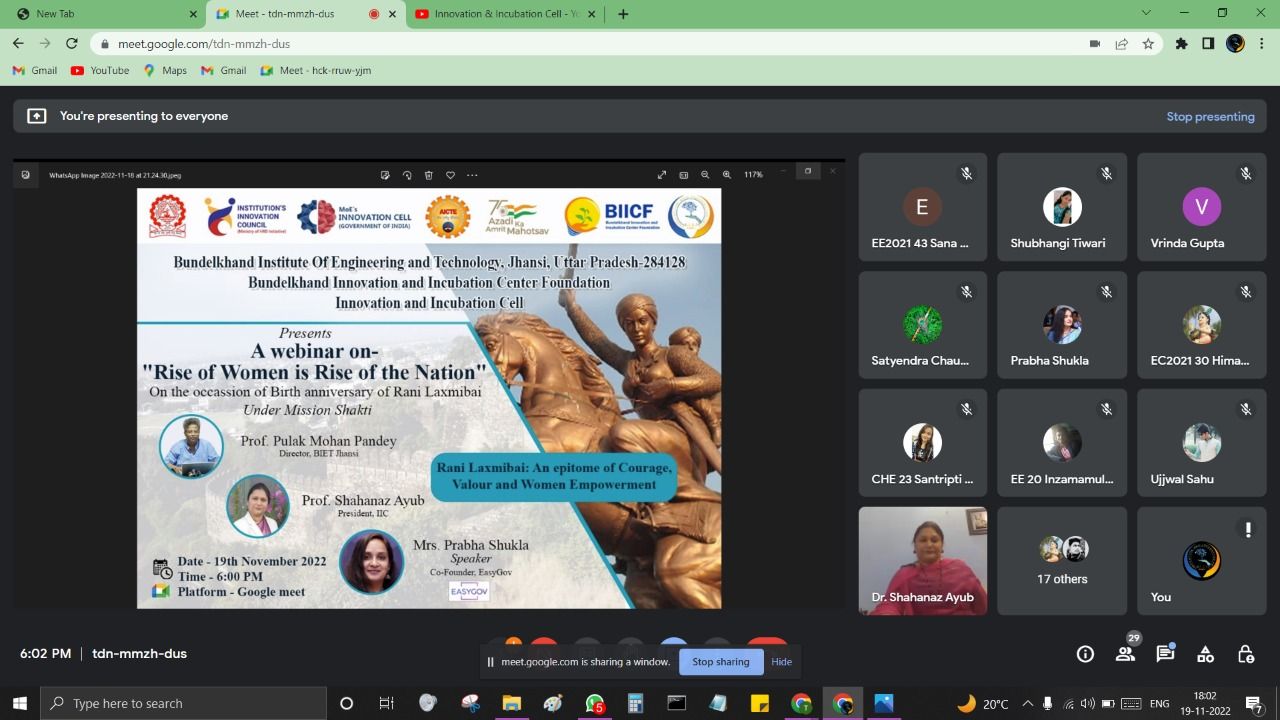 New Tab
Meet - tdn-mmzh-dus
Innovation & Incubation Cell - Yo
meet.google.com/tdn-mmzh-dus
Gmail
YouTube
Maps
Gmail
Meet - hck-rruw-yjm
You're presenting to everyone
Stop presenting
WhatsApp Image 2022-11-18 at 21.24.30.jpeg
117%
INSTITUTION'S
INNOVATION
COUNCIL
(Ministry of HRD Initiative)
MoE's
INNOVATION CELL
(GOVERNMENT OF INDIA)
AICTE
75
Azadi Ka
Amrit Mahotsav
BIICF
Bundelkhand Innovation and
Incubation Center Foundation
Bundelkhand Institute Of Engineering and Technology, Jhansi, Uttar Pradesh-284128
Bundelkhand Innovation and Incubation Center Foundation
Innovation and Incubation Cell
Presents
A webinar on-
"Rise of Women is Rise of the Nation"
On the occassion of Birth anniversary of Rani Laxmibai
Under Mission Shakti
Prof. Pulak Mohan Pandey
Director, BIET Jhansi
Rani Laxmibai: An epitome of Courage,
Valour and Women Empowerment
Prof. Shahanaz Ayub
President, IIC
Mrs. Prabha Shukla
Speaker
Co-Founder, EasyGov
EASYGOV
Date - 19th November 2022
Time - 6:00 PM
Platform - Google meet
E
EE2021 43 Sana ...
Shubhangi Tiwari
V
Vrinda Gupta
Satyendra Chau...
Prabha Shukla
EC2021 30 Hima...
CHE 23 Santripti ...
EE 20 Inzamamul...
Ujjwal Sahu
Dr. Shahanaz Ayub
17 others
You
6:02 PM | tdn-mmzh-dus
meet.google.com is sharing a window.
Stop sharing
Hide
29
Type here to search
5
20°C
ENG
18:02
19-11-2022
7